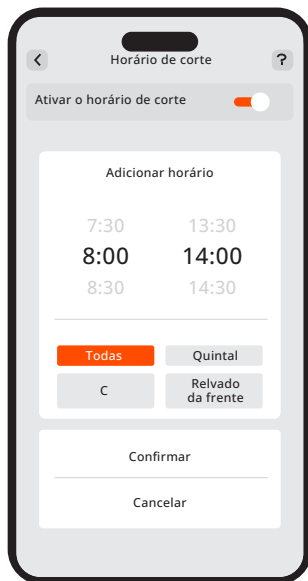 Horário de corte ?
Ativar o horário de corte
Adicionar horário
7:30 13:30
8:00 14:00
8:30 14:30
Todas Quintal
C Relvado
da frente
Confirmar
Cancelar